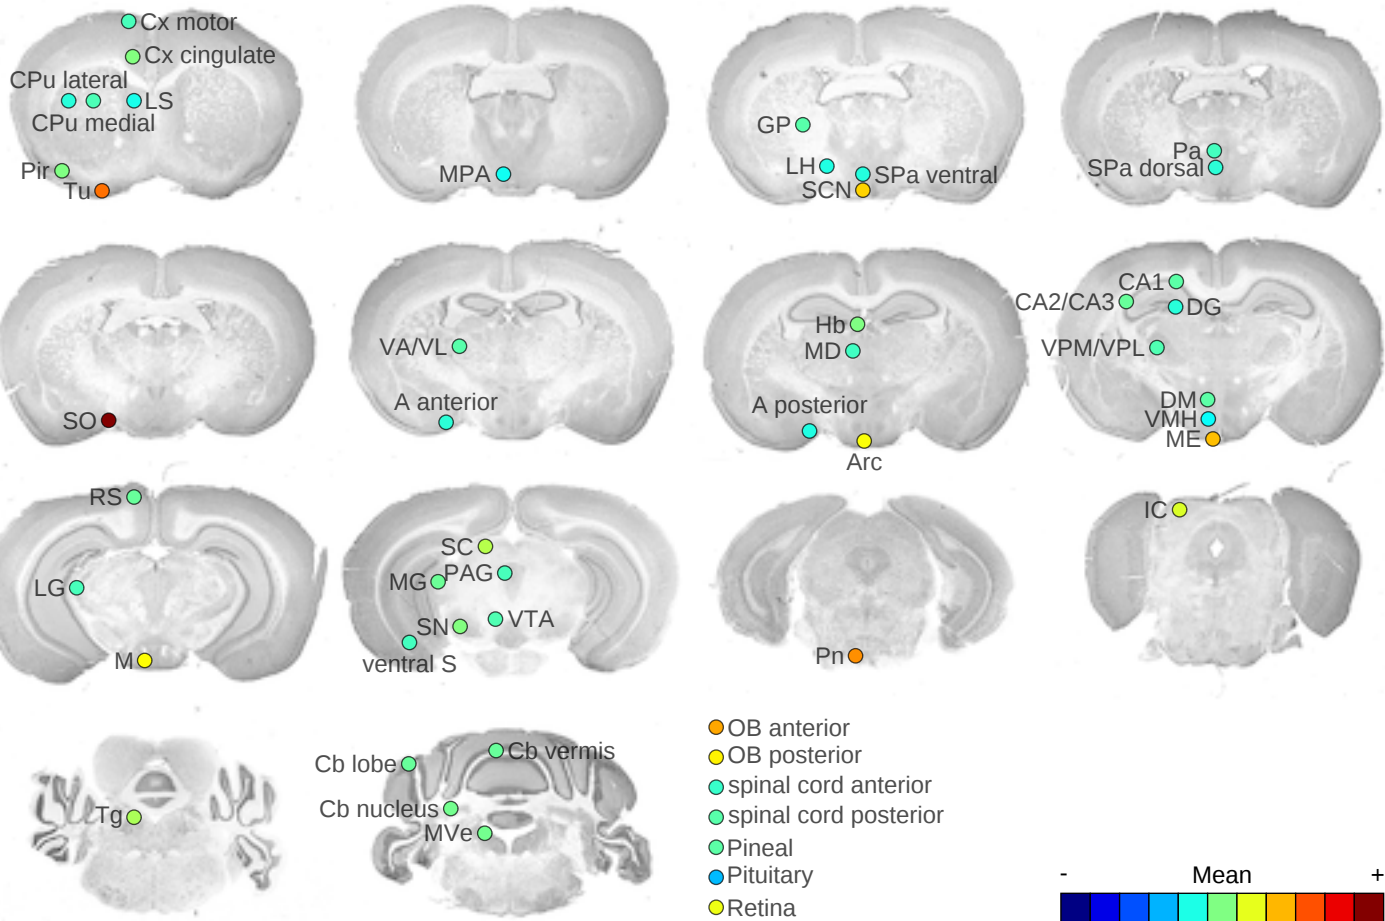 Cx motor
Cx cingulate
CPu lateral
LS
CPu medial
Pir
Tu
MPA
GP
LH
SPa ventral
SCN
Pa
SPa dorsal
SO
VA/VL
A anterior
Hb
MD
A posterior
Arc
CA1
CA2/CA3
DG
VPM/VPL
DM
VMH
ME
RS
LG
M
SC
MG
PAG
SN
VTA
ventral S
Pn
IC
Tg
Cb lobe
Cb vermis
Cb nucleus
MVe
OB anterior
OB posterior
spinal cord anterior
spinal cord posterior
Pineal
Pituitary
Retina
- Mean +